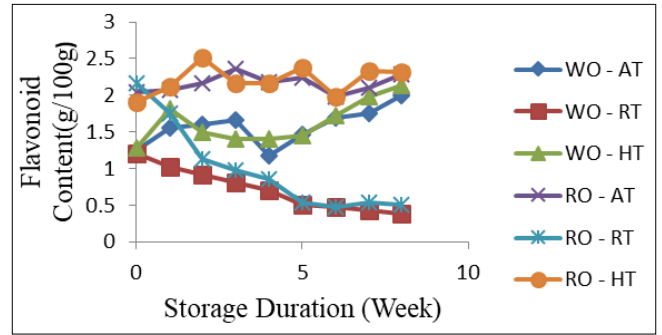 Flavonoid
Content(g/100g)
3
2.5
2
1.5
1
0.5
0
0
5
10
Storage Duration (Week)
WO - AT
WO - RT
WO - HT
RO - AT
RO - RT
RO - HT